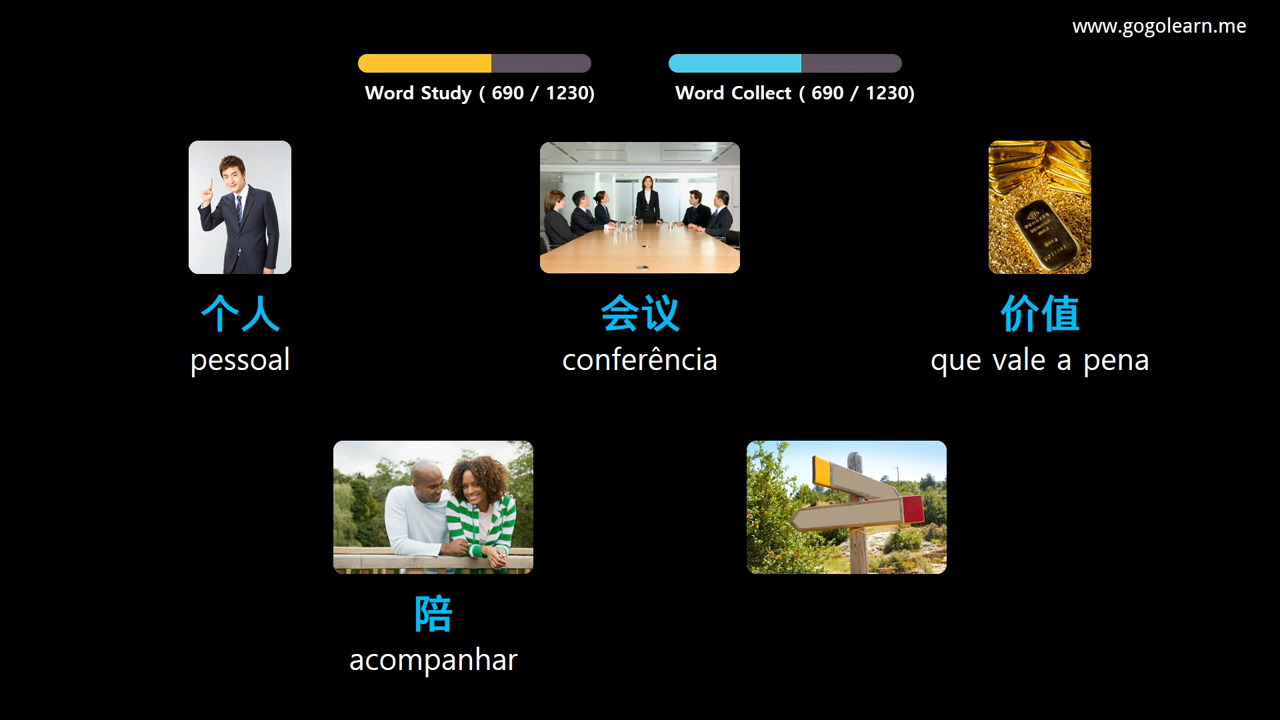 www.gogolearn.me
Word Study ( 690 / 1230)
Word Collect ( 690 / 1230)
个人
pessoal
会议
conferência
价值
que vale a pena
陪
acompanhar